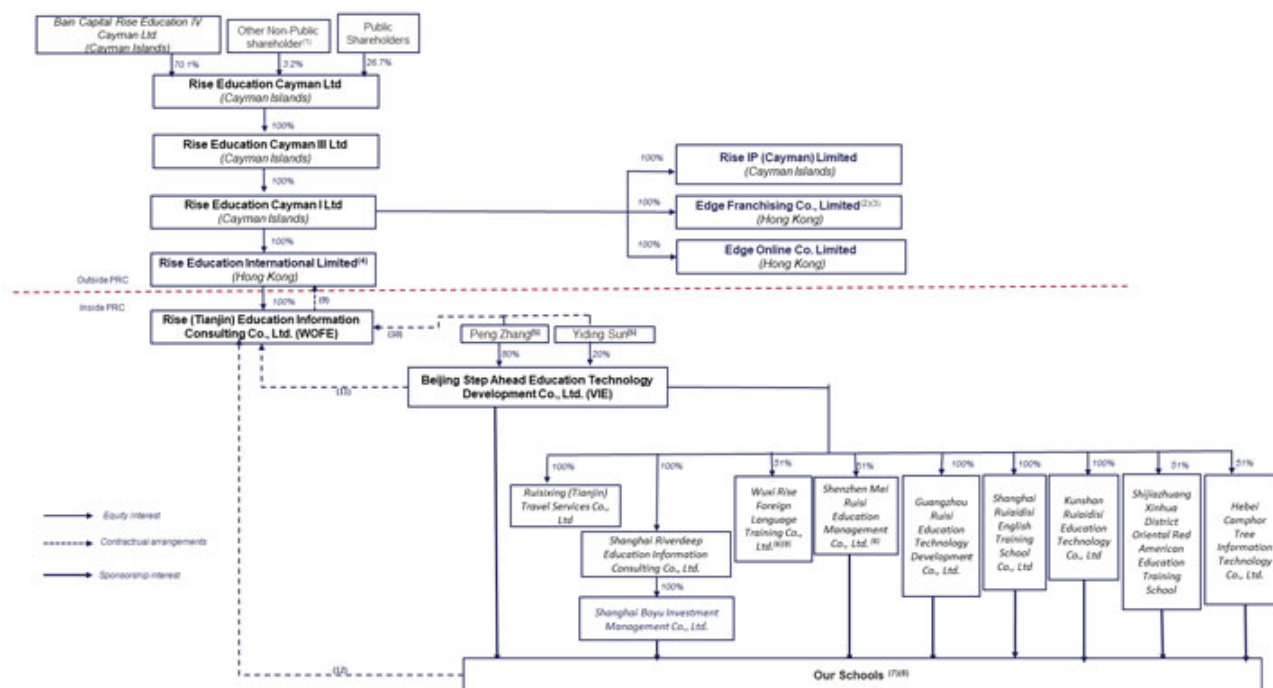 Bain Capital Rise Education IV
Cayman Ltd.
(Cayman Islands)
Other Non-Public
shareholder(1)
Public
Shareholders
70.1%
3.2%
26.7%
Rise Education Cayman Ltd
(Cayman Islands)
100%
Rise Education Cayman III Ltd
(Cayman Islands)
100%
Rise Education Cayman I Ltd
(Cayman Islands)
100%
100%
Rise IP (Cayman) Limited
(Cayman Islands)
100%
Edge Franchising Co., Limited(2)(3)
(Hong Kong)
100%
Edge Online Co. Limited
(Hong Kong)
Rise Education International Limited(4)
(Hong Kong)
Outside PRC
Inside PRC
100%
(9)
Rise (Tianjin) Education Information
Consulting Co., Ltd. (WOFE)
(10)
Peng Zhang(5)
Yiding Sun(5)
80%
20%
Beijing Step Ahead Education Technology
Development Co., Ltd. (VIE)
(11)
100%
100%
51%
51%
100%
100%
100%
51%
51%
Ruisixing (Tianjin)
Travel Services Co.,
Ltd
Shanghai Riverdeep
Education Information
Consulting Co., Ltd.
100%
Shanghai Boyu Investment
Management Co., Ltd.
Wuxi Rise
Foreign
Language
Training Co.,
Ltd.(6)(8)
Shenzhen Mei
Ruisi
Education
Management
Co., Ltd.
Guangzhou
Ruisi
Education
Technology
Development
Co., Ltd.
Shanghai
Ruiaidisi
English
Training
School Co.,
Ltd
Kunshan
Ruiaidisi
Education
Technology
Co., Ltd
Shijiazhuang
Xinhua
District
Oriental Red
American
Education
Training
School
Hebei
Camphor
Tree
Information
Technology
Co., Ltd.
Equity interest
Contractual arrangements
Sponsorship interest
(12)
Our Schools (7)(8)